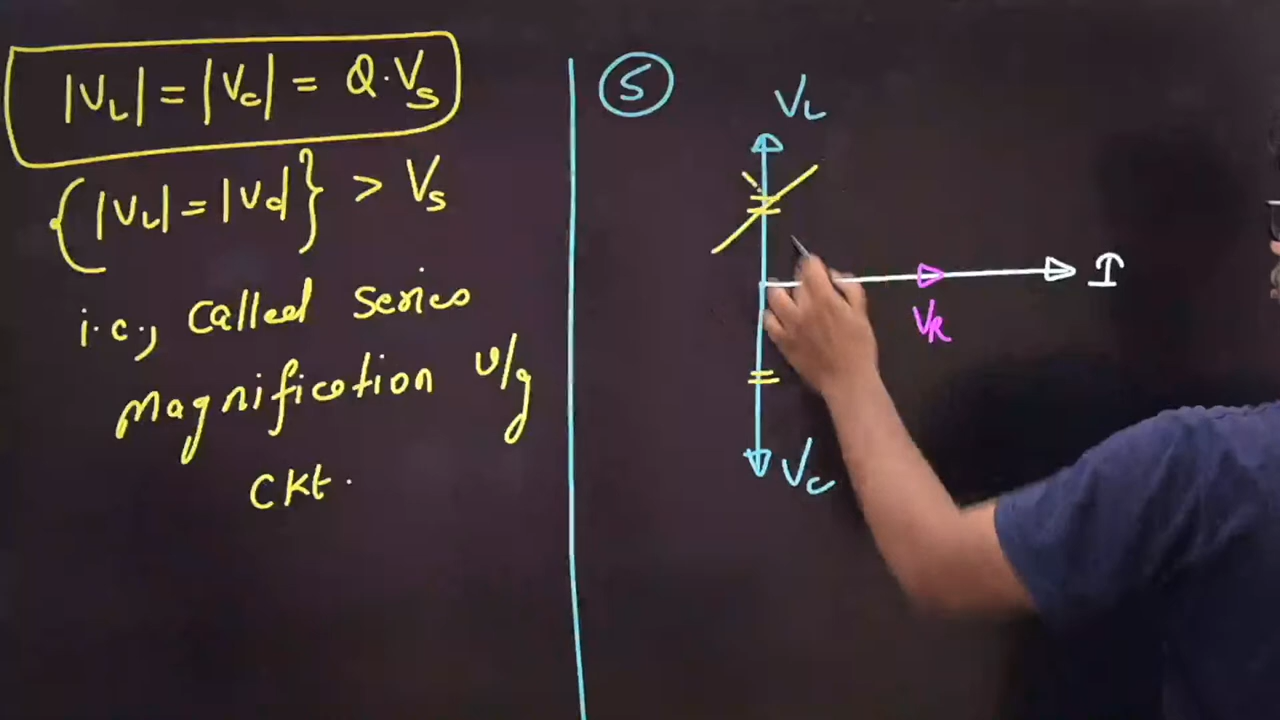 |VL| = |Vc| = Q·Vs
{|VL| = |Vc|} > Vs
i.e., called series
magnification v/g
ckt.
5
VL
I
VR
Vc